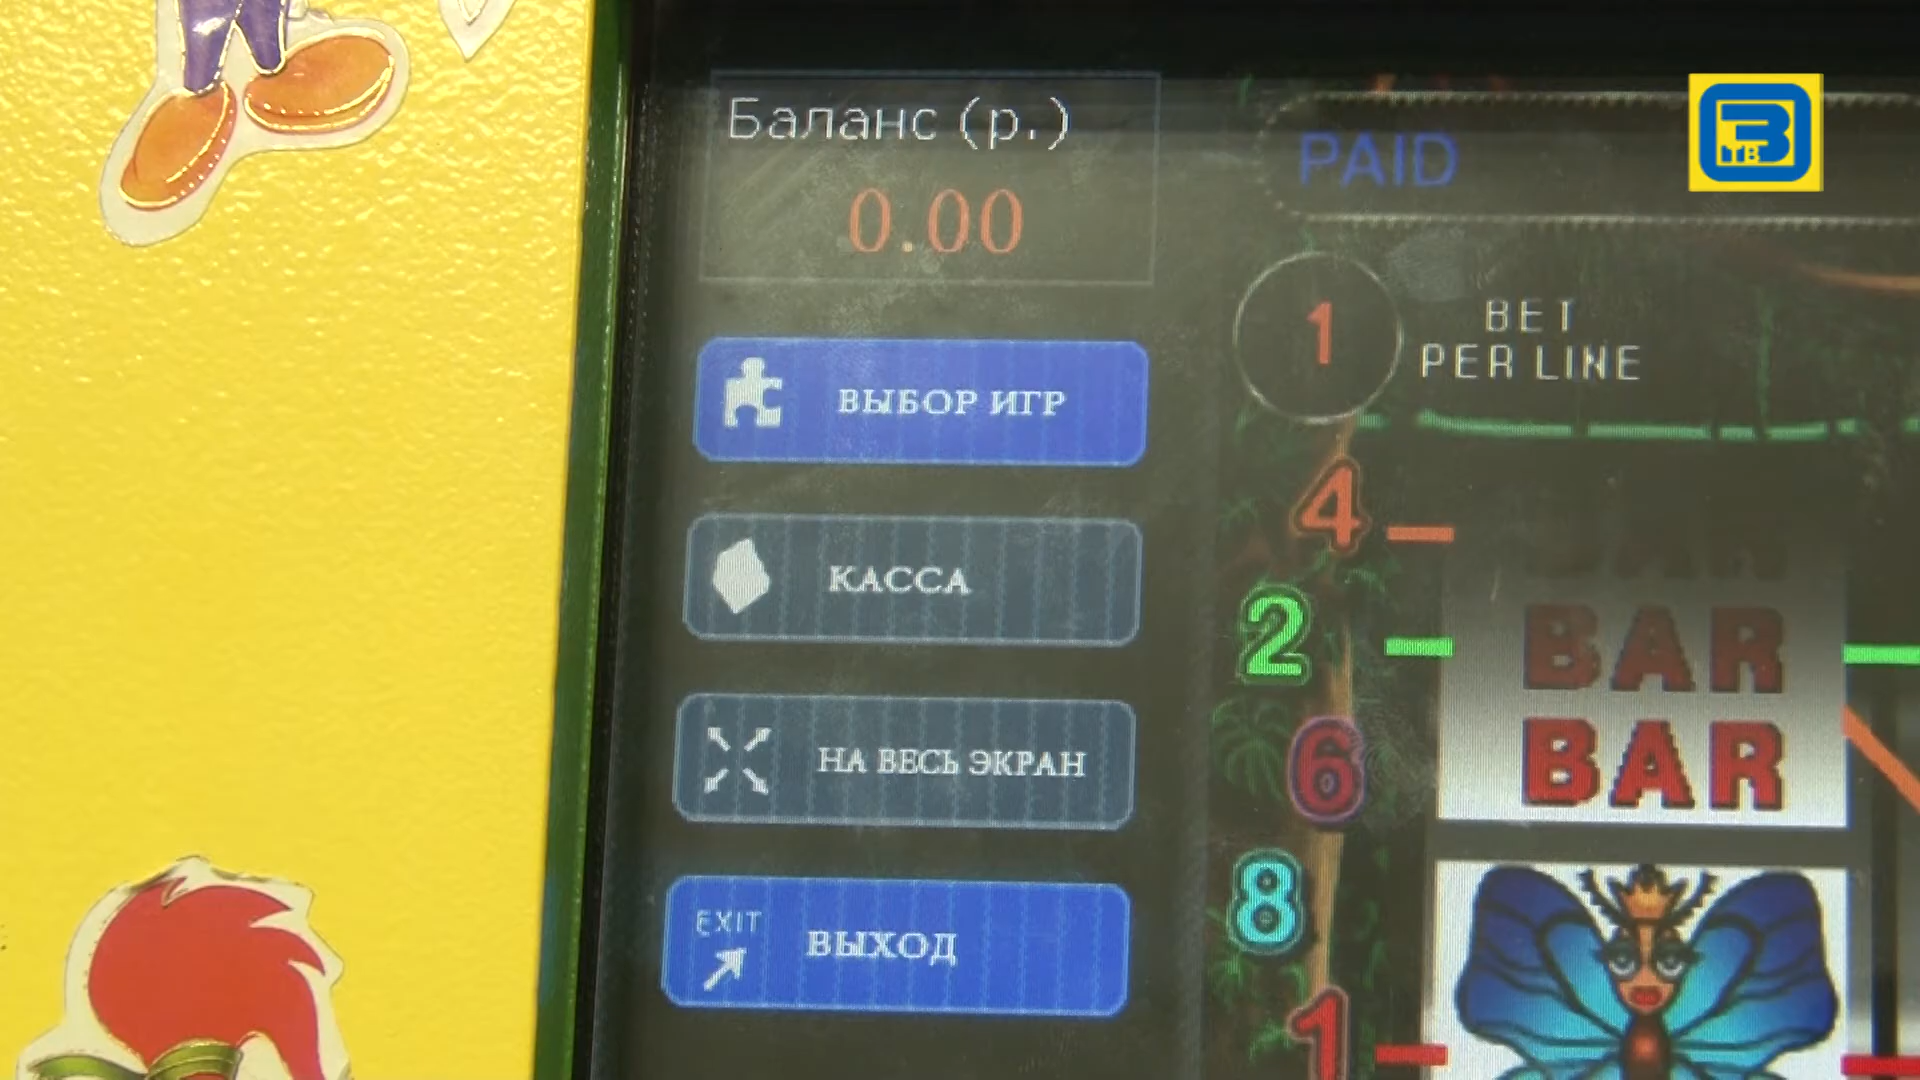 Баланс (р.)
0.00
PAID
3
ТВ
1
BET
PER LINE
ВЫБОР ИГР
4
КАССА
2
BAR
BAR
6
НА ВЕСЬ ЭКРАН
8
EXIT
ВЫХОД
1